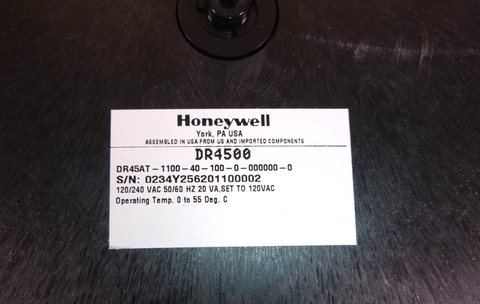 Honeywell
York, PA USA
ASSEMBLED IN USA FROM US AND IMPORTED COMPONENTS
DR4500
DR45AT-1100-40-100-0-000000-0
S/N: 0234Y256201100002
120/240 VAC 50/60 HZ 20 VA,SET TO 120VAC
Operating Temp. 0 to 55 Deg. C